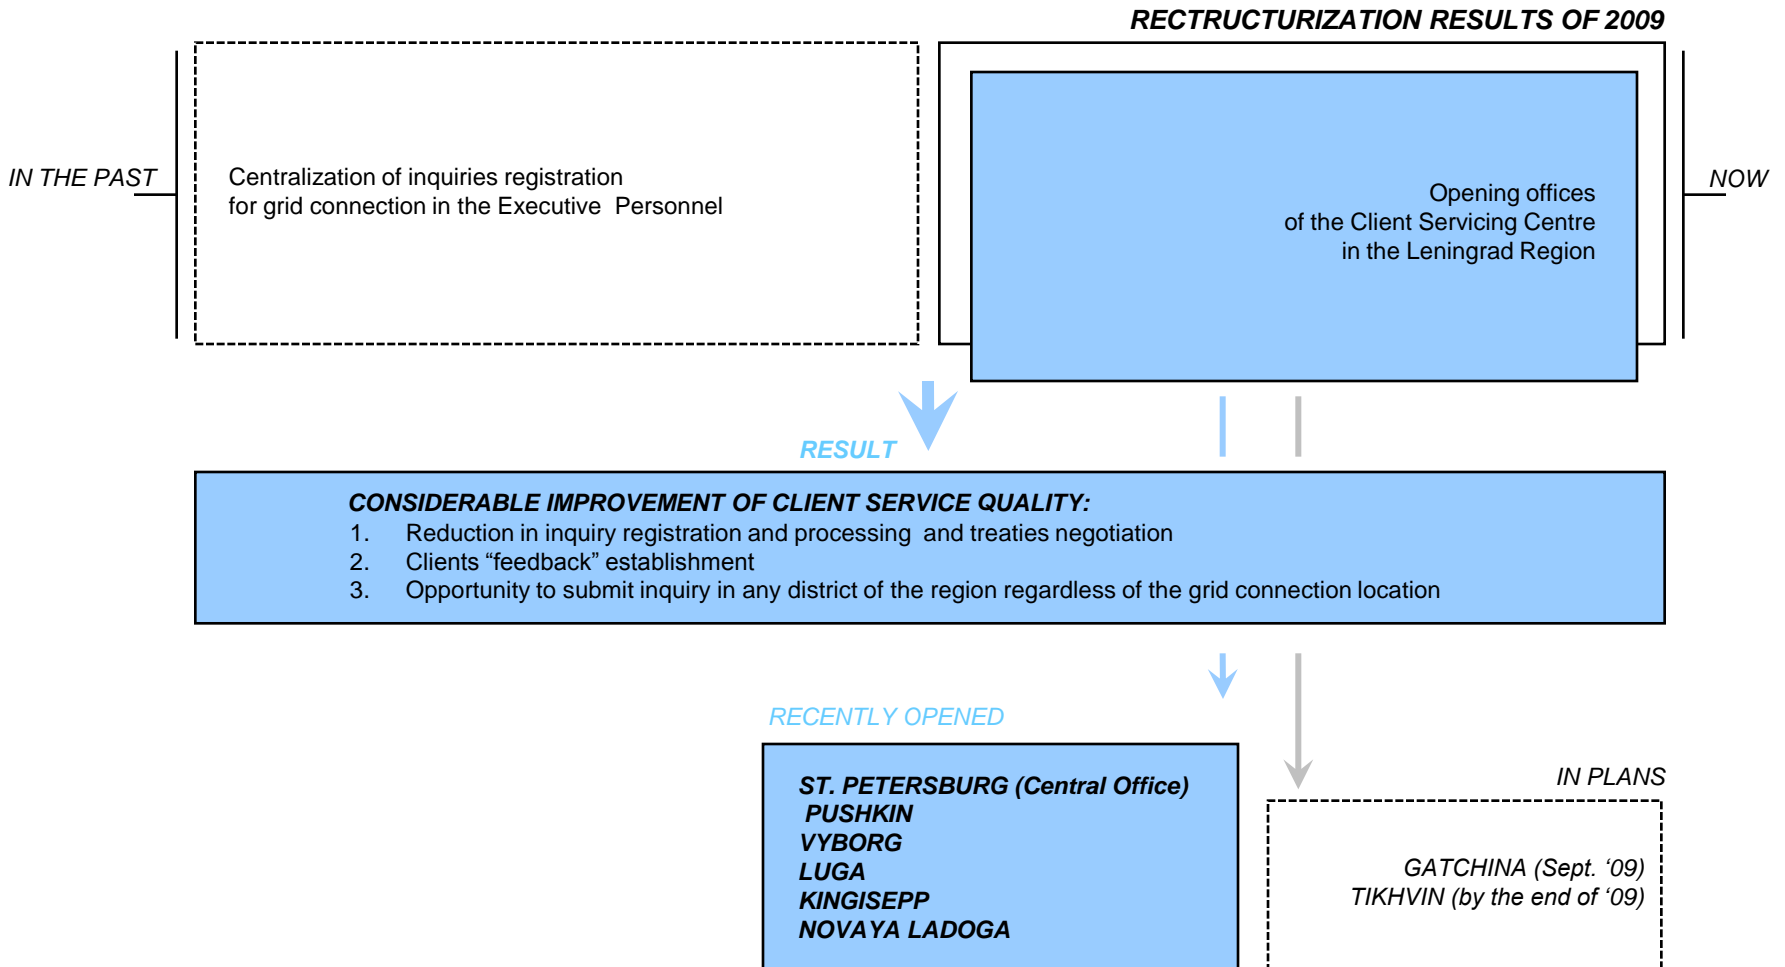 RECTRUCTURIZATION RESULTS OF 2009
IN THE PAST
Centralization of inquiries registration
for grid connection in the Executive Personnel
Opening offices
of the Client Servicing Centre
in the Leningrad Region
NOW
RESULT
CONSIDERABLE IMPROVEMENT OF CLIENT SERVICE QUALITY:
1. Reduction in inquiry registration and processing and treaties negotiation
2. Clients “feedback” establishment
3. Opportunity to submit inquiry in any district of the region regardless of the grid connection location
RECENTLY OPENED
ST. PETERSBURG (Central Office)
PUSHKIN
VYBORG
LUGA
KINGISEPP
NOVAYA LADOGA
IN PLANS
GATCHINA (Sept. ‘09)
TIKHVIN (by the end of ‘09)